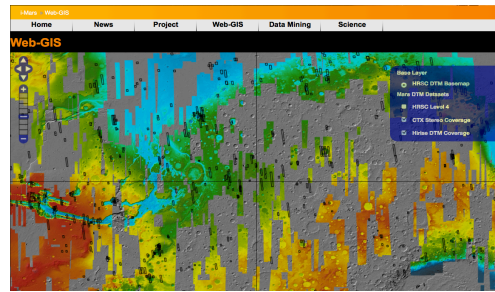 i-Mars Web-GIS
Home News Project Web-GIS Data Mining Science
Web-GIS
Base Layer
HRSC DTM Basemap
Mars DTM Datasets
HRSC Level 4
CTX Stereo Coverage
Hirise DTM Coverage